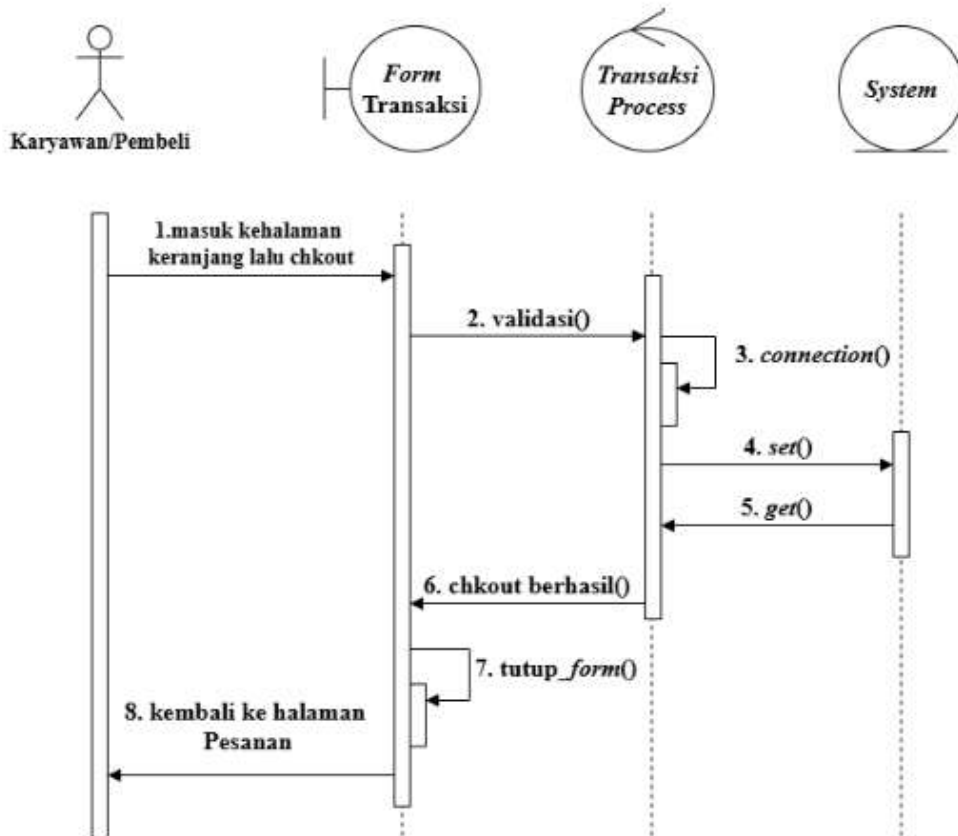 Form
Transaksi
Transaksi
Process
System
Karyawan/Pembeli
1.masuk kehalaman
keranjang lalu chkout
2. validasi()
3. connection()
4. set()
5. get()
6. chkout berhasil()
7. tutup_form()
8. kembali ke halaman
Pesanan